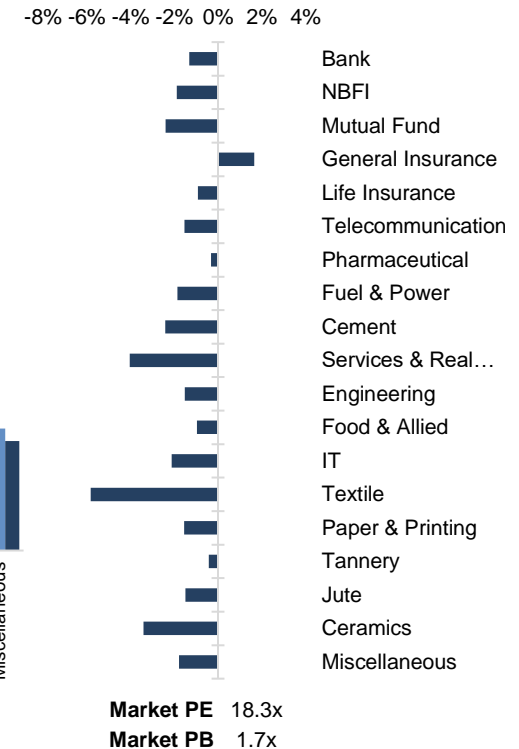 -8% -6% -4% -2% 0% 2% 4%
Bank
NBFI
Mutual Fund
General Insurance
Life Insurance
Telecommunication
Pharmaceutical
Fuel & Power
Cement
Services & Real…
Engineering
Food & Allied
IT
Textile
Paper & Printing
Tannery
Jute
Ceramics
Miscellaneous
Miscellaneous
Market PE 18.3x
Market PB 1.7x